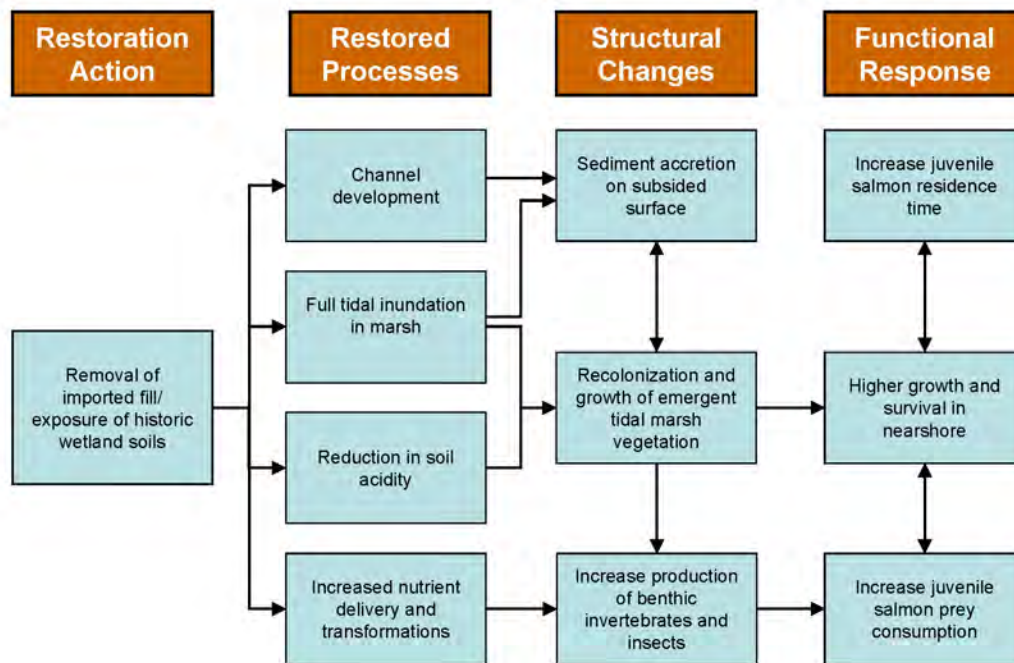 Restoration
Action
Restored
Processes
Structural
Changes
Functional
Response
Channel
development
Sediment accretion
on subsided
surface
Increase juvenile
salmon residence
time
Full tidal inundation
in marsh
Removal of
imported fill/
exposure of historic
wetland soils
Recolonization and
growth of emergent
tidal marsh
vegetation
Higher growth and
survival in
nearshore
Reduction in soil
acidity
Increased nutrient
delivery and
transformations
Increase production
of benthic
invertebrates and
insects
Increase juvenile
salmon prey
consumption